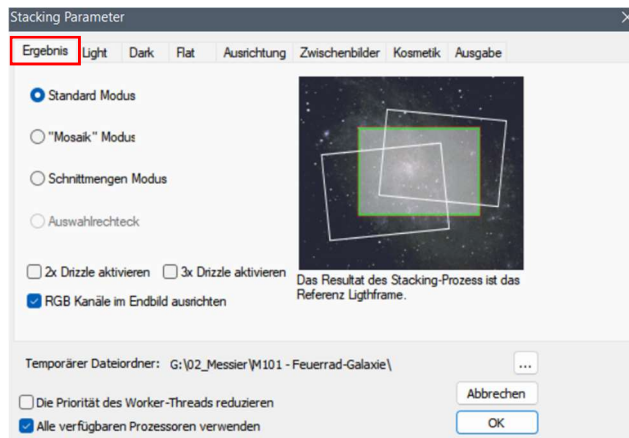 Stacking Parameter
Ergebnis Light Dark Flat Ausrichtung Zwischenbilder Kosmetik Ausgabe
Standard Modus
"Mosaik" Modus
Schnittmengen Modus
Auswahlrechteck
2x Drizzle aktivieren 3x Drizzle aktivieren
RGB Kanäle im Endbild ausrichten
Das Resultat des Stacking-Prozess ist das
Referenz Ligthframe.
Temporärer Dateiordner: G:\02_Messier\M101 - Feuerrad-Galaxie\
...
Die Priorität des Worker-Threads reduzieren
Alle verfügbaren Prozessoren verwenden
Abbrechen
OK